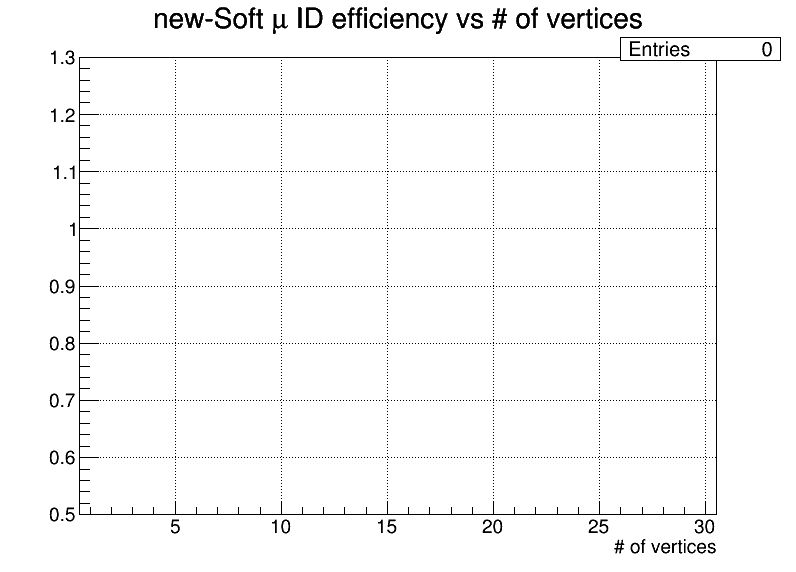 new-Soft μ ID efficiency vs # of vertices
Entries 0
1.3
1.2
1.1
1
0.9
0.8
0.7
0.6
0.5
5 10 15 20 25 30
# of vertices